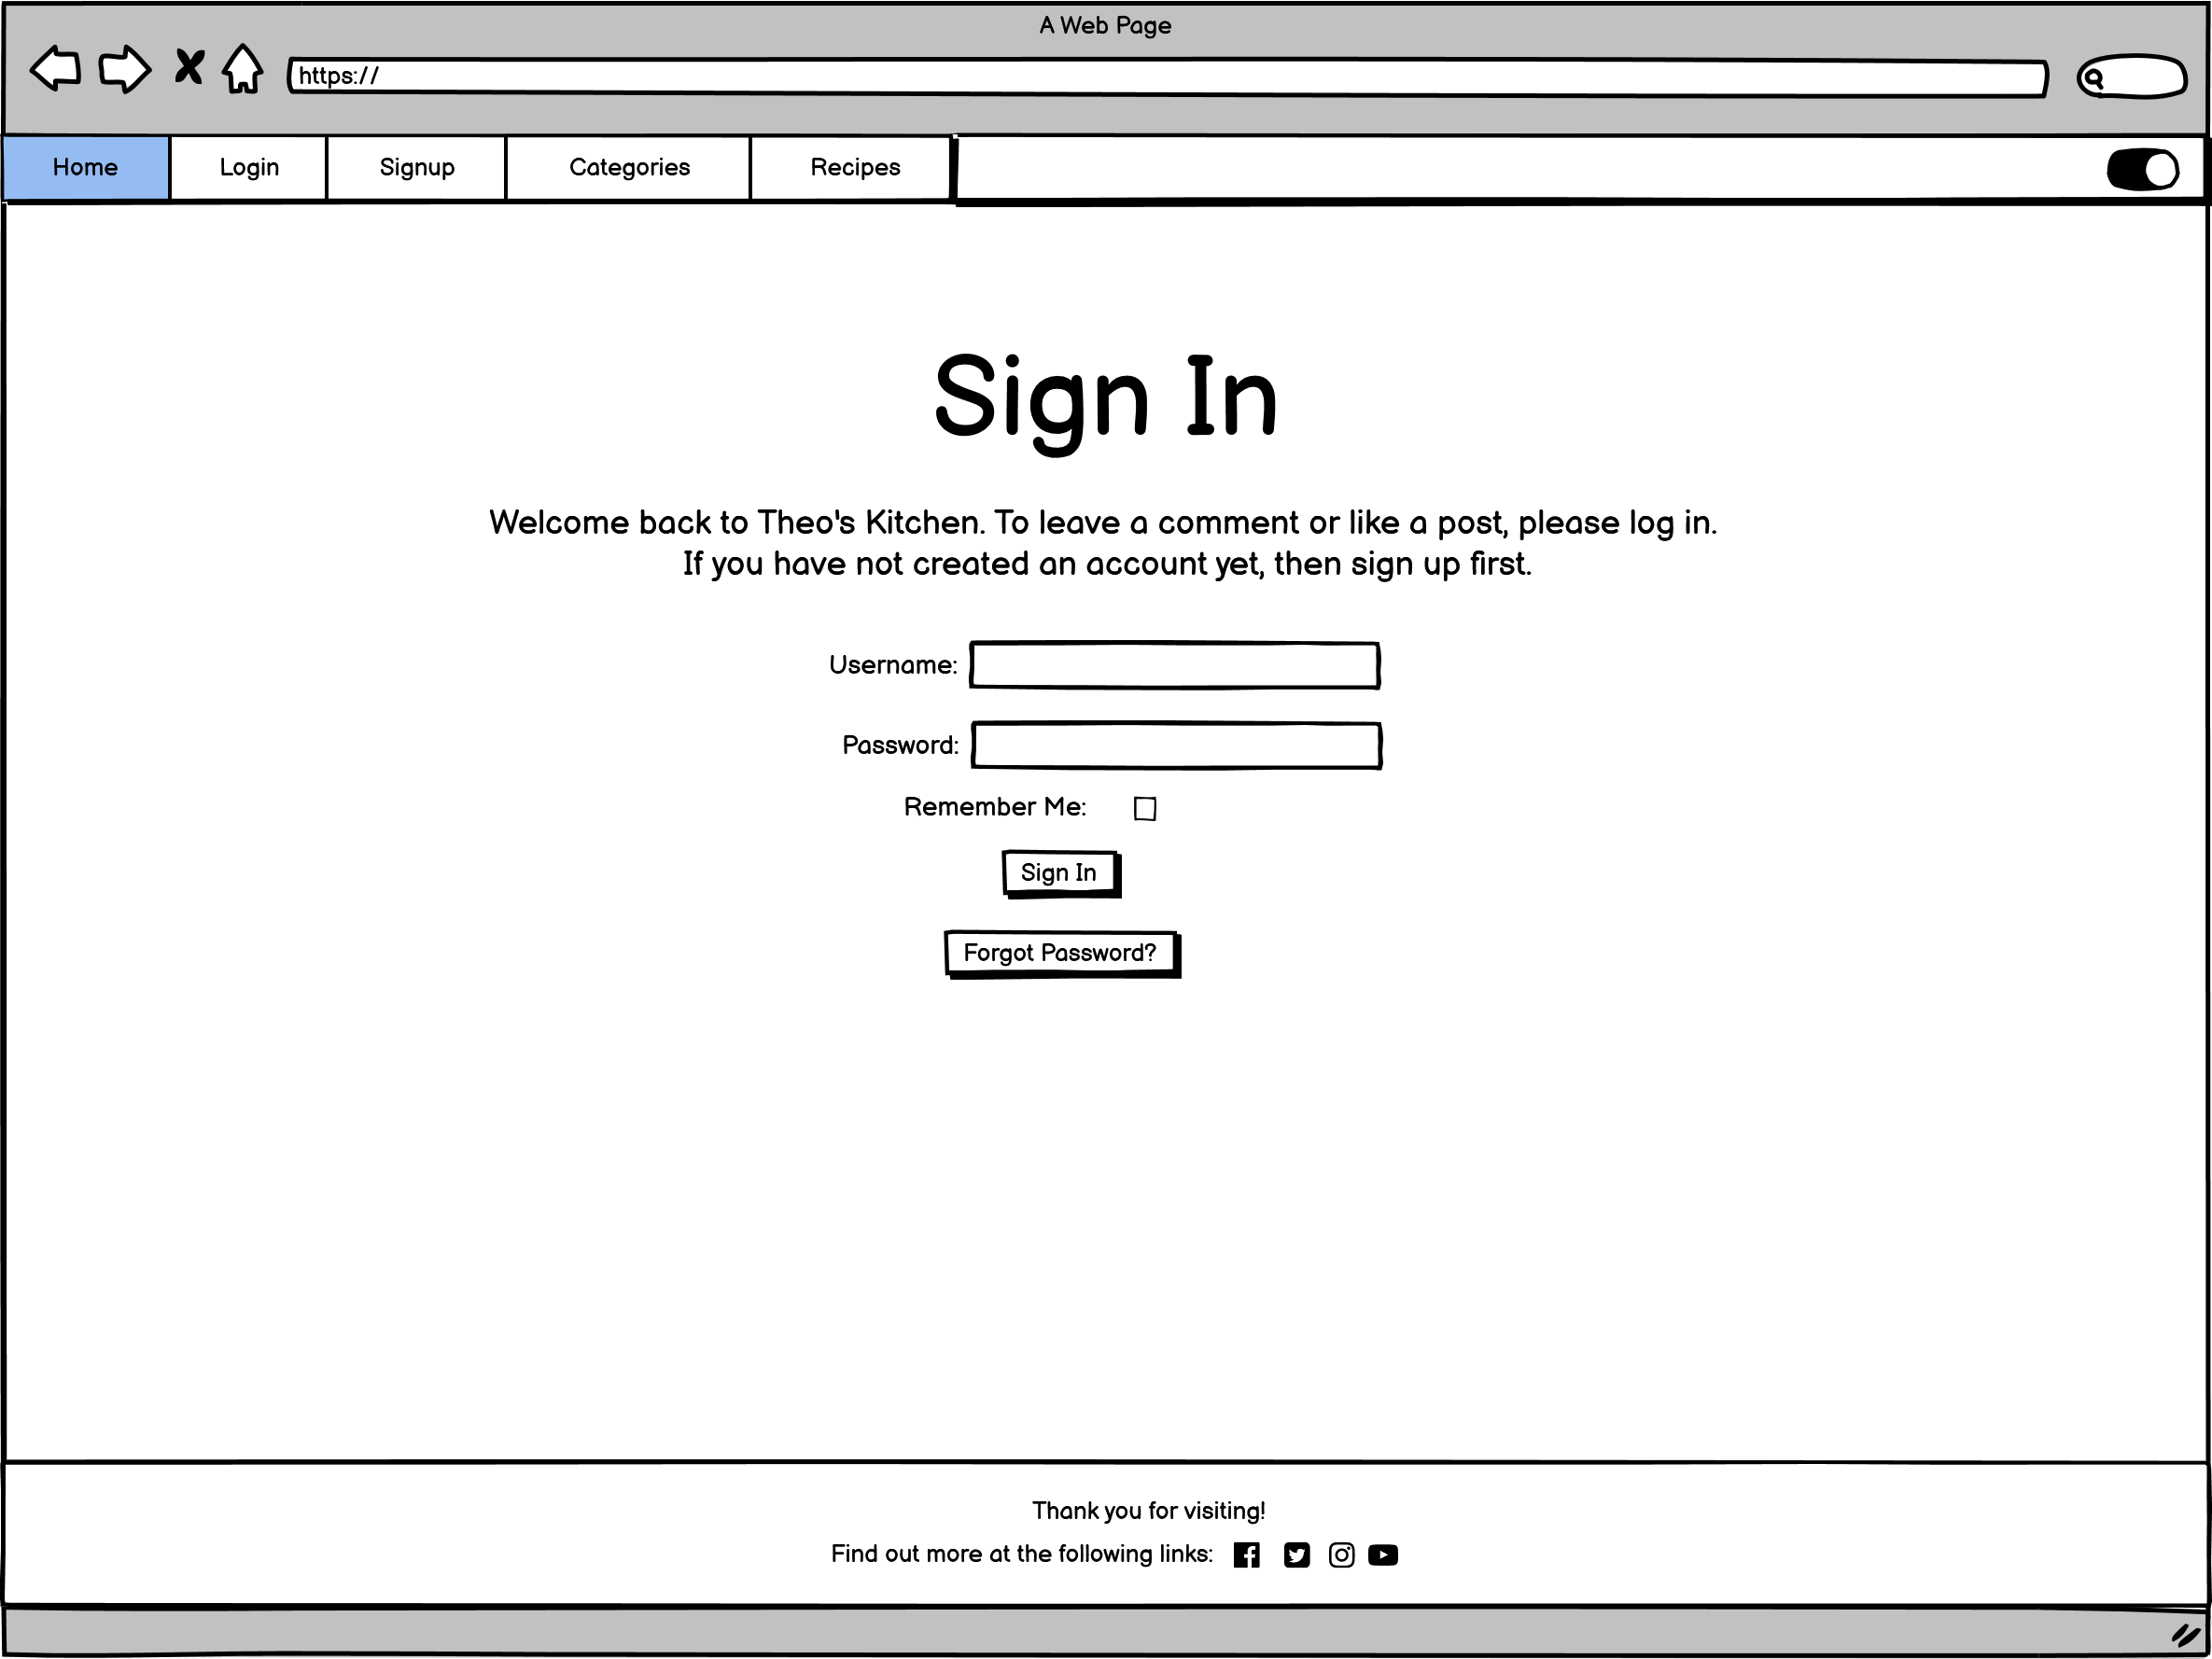 A Web Page
https://
Home Login Signup Categories Recipes
Sign In
Welcome back to Theo's Kitchen. To leave a comment or like a post, please log in.
If you have not created an account yet, then sign up first.
Username:
Password:
Remember Me:
Sign In
Forgot Password?
Thank you for visiting!
Find out more at the following links: